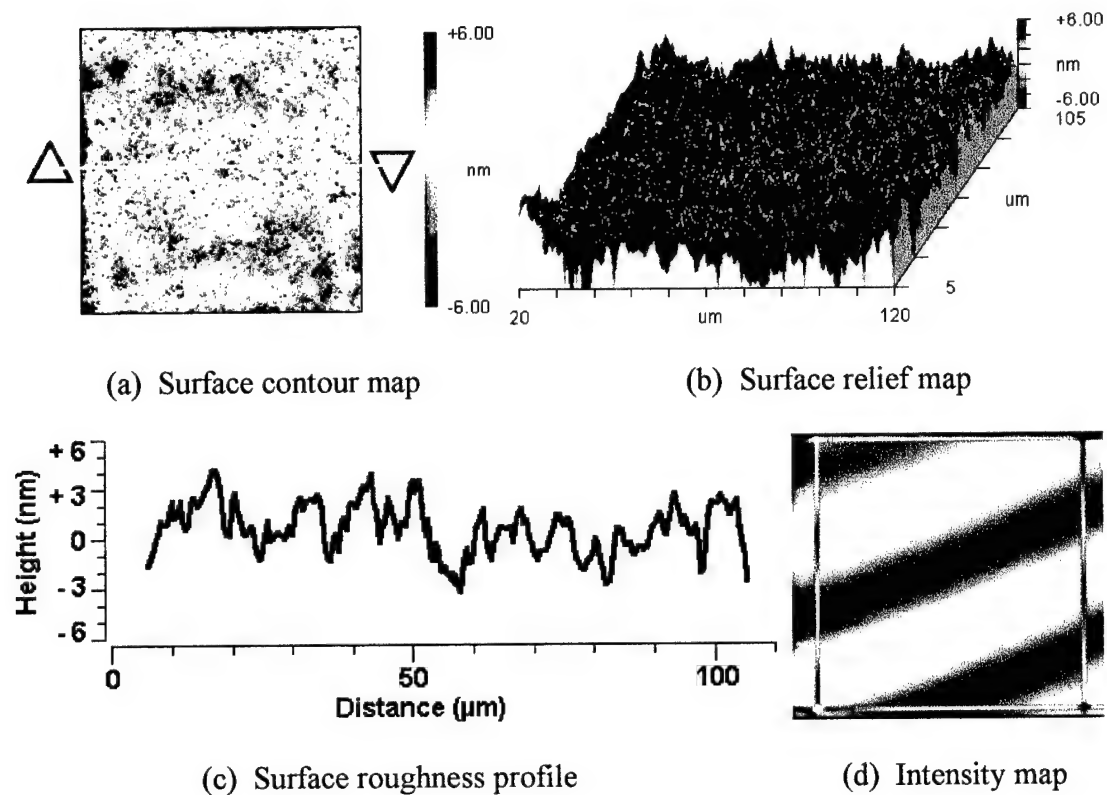 +6.00
nm
-6.00
+6.00
nm
-6.00
105
um
5
20 um 120
(a) Surface contour map
(b) Surface relief map
+6
+3
0
-3
-6
Height (nm)
0 50 100
Distance (µm)
(c) Surface roughness profile
(d) Intensity map